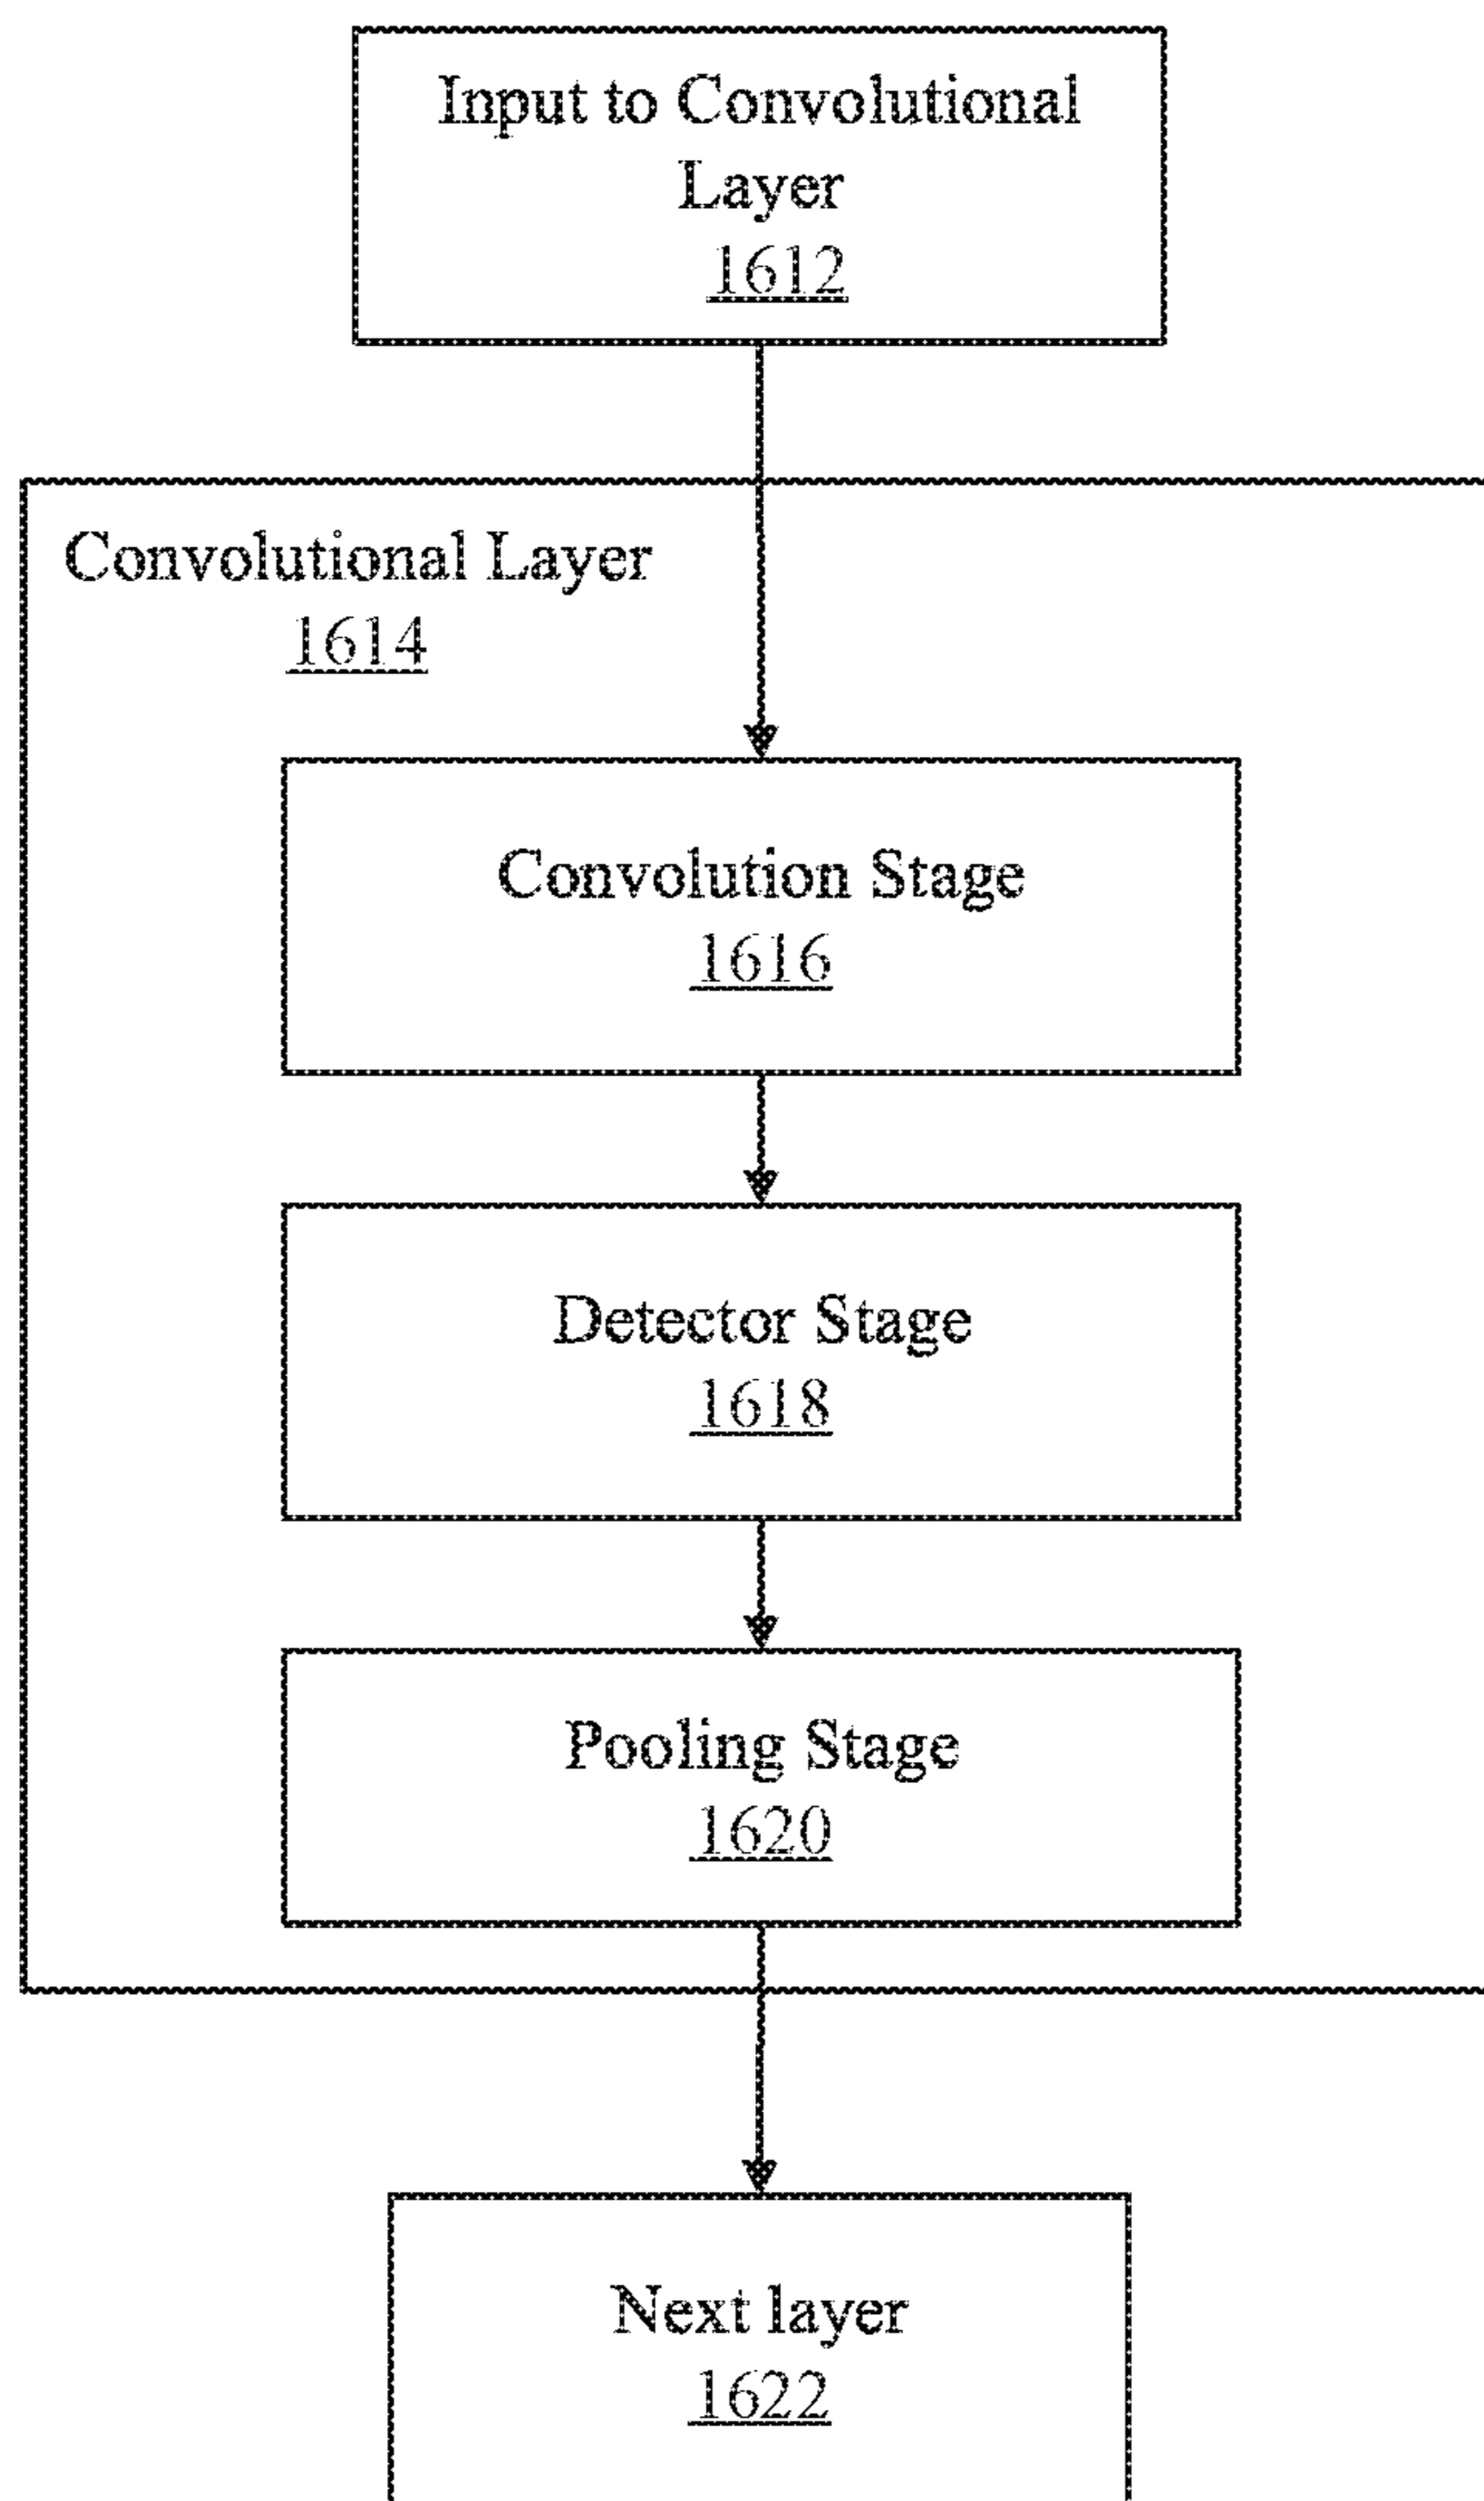 Input to Convolutional
Layer
1612
Convolutional Layer
1614
Convolution Stage
1616
Detector Stage
1618
Pooling Stage
1620
Next layer
1622